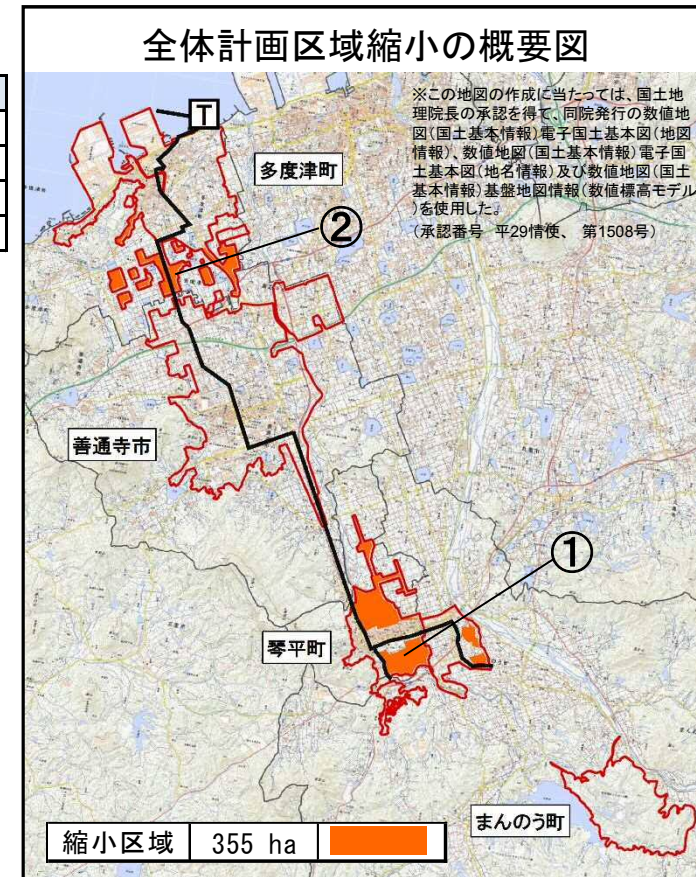 全体計画区域縮小の概要図
※この地図の作成に当たっては、国土地
理院長の承認を得て、同院発行の数値地
図(国土基本情報)電子国土基本図(地図
情報)、数値地図(国土基本情報)電子国
土基本図(地名情報)及び数値地図(国土
基本情報)基盤地図情報(数値標高モデル
)を使用した。
(承認番号 平29情使、 第1508号)
T
多度津町
②
善通寺市
①
琴平町
まんのう町
縮小区域 355 ha